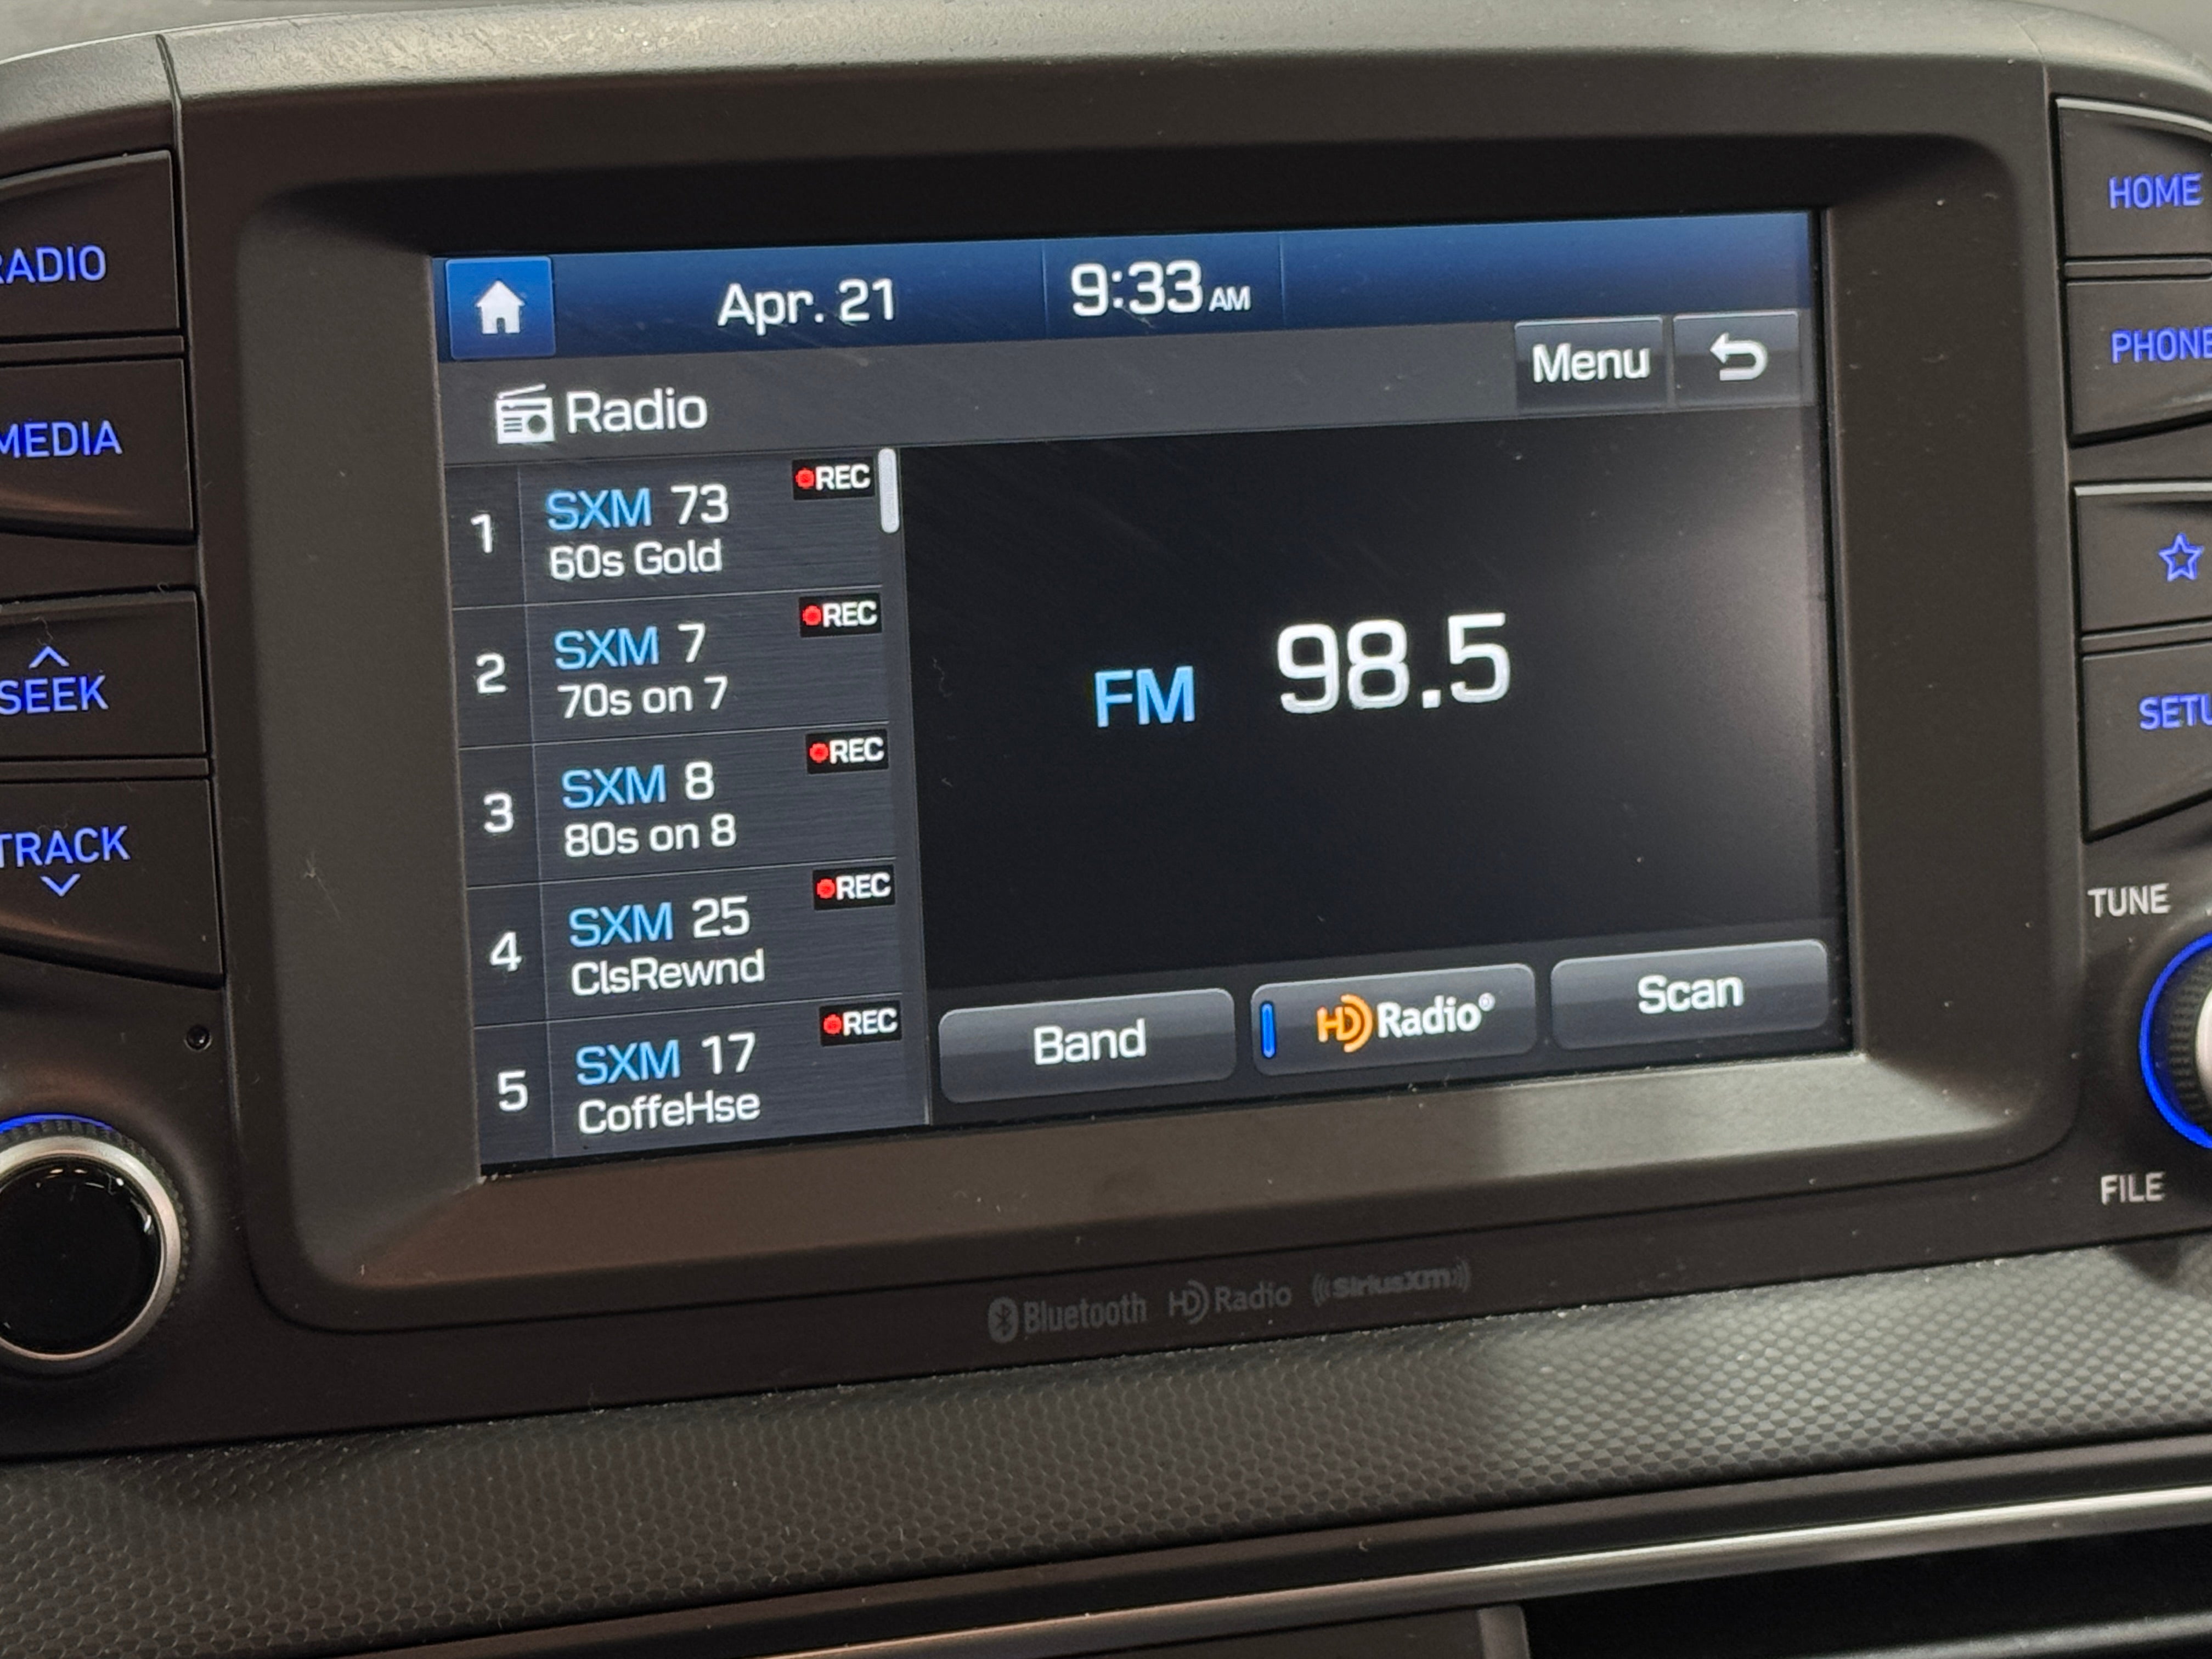 RADIO
MEDIA
SEEK
TRACK
Apr. 21
9:33 AM
Menu
Radio
1
SXM 73
60s Gold
REC
2
SXM 7
70s on 7
REC
3
SXM 8
80s on 8
REC
4
SXM 25
ClsRewnd
REC
5
SXM 17
CoffeHse
REC
FM 98.5
Band
HD Radio®
Scan
HOME
PHONE
SETU
TUNE
FILE
Bluetooth HD Radio SiriusXM